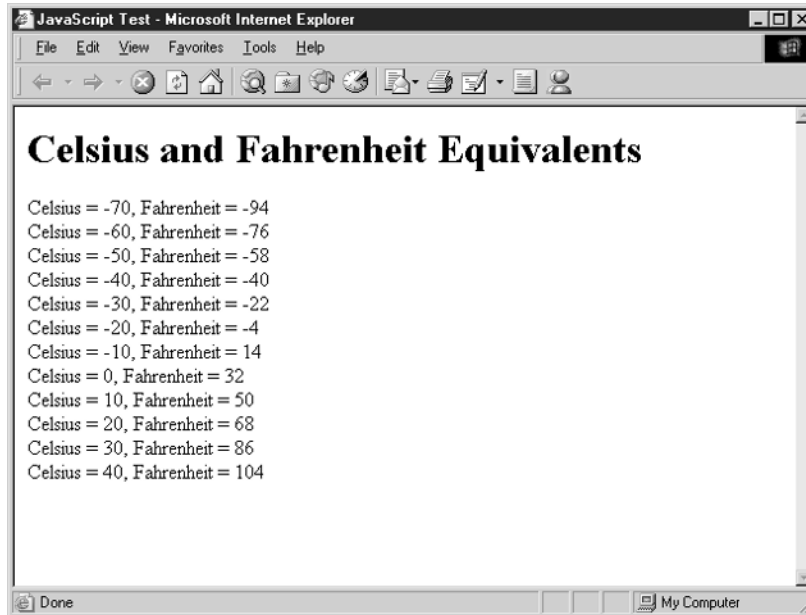 JavaScript Test - Microsoft Internet Explorer
File Edit View Favorites Tools Help
Celsius and Fahrenheit Equivalents
Celsius = -70, Fahrenheit = -94
Celsius = -60, Fahrenheit = -76
Celsius = -50, Fahrenheit = -58
Celsius = -40, Fahrenheit = -40
Celsius = -30, Fahrenheit = -22
Celsius = -20, Fahrenheit = -4
Celsius = -10, Fahrenheit = 14
Celsius = 0, Fahrenheit = 32
Celsius = 10, Fahrenheit = 50
Celsius = 20, Fahrenheit = 68
Celsius = 30, Fahrenheit = 86
Celsius = 40, Fahrenheit = 104
Done My Computer